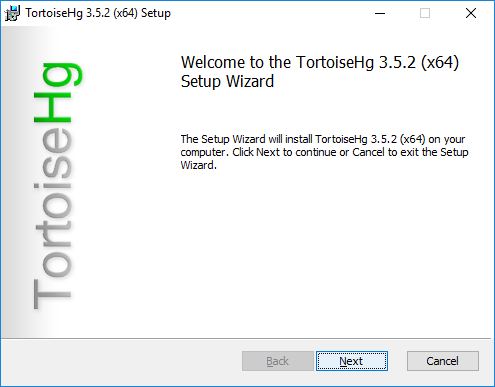 TortoiseHg 3.5.2 (x64) Setup
TortoiseHg
Welcome to the TortoiseHg 3.5.2 (x64)
Setup Wizard
The Setup Wizard will install TortoiseHg 3.5.2 (x64) on your
computer. Click Next to continue or Cancel to exit the Setup
Wizard.
Back
Next
Cancel